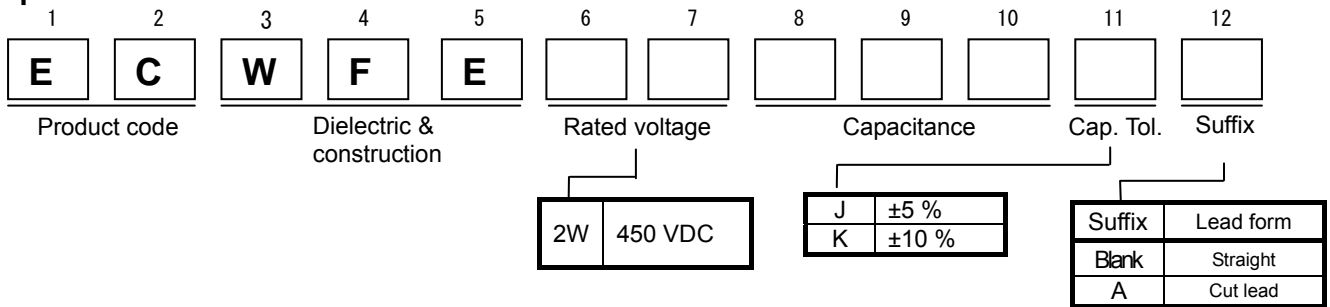 1 2 3 4 5 6 7 8 9 10 11 12
E C W F E
Product code Dielectric & construction Rated voltage Capacitance Cap. Tol. Suffix
2W 450 VDC
J ±5 %
K ±10 %
Suffix Lead form
Blank Straight
A Cut lead